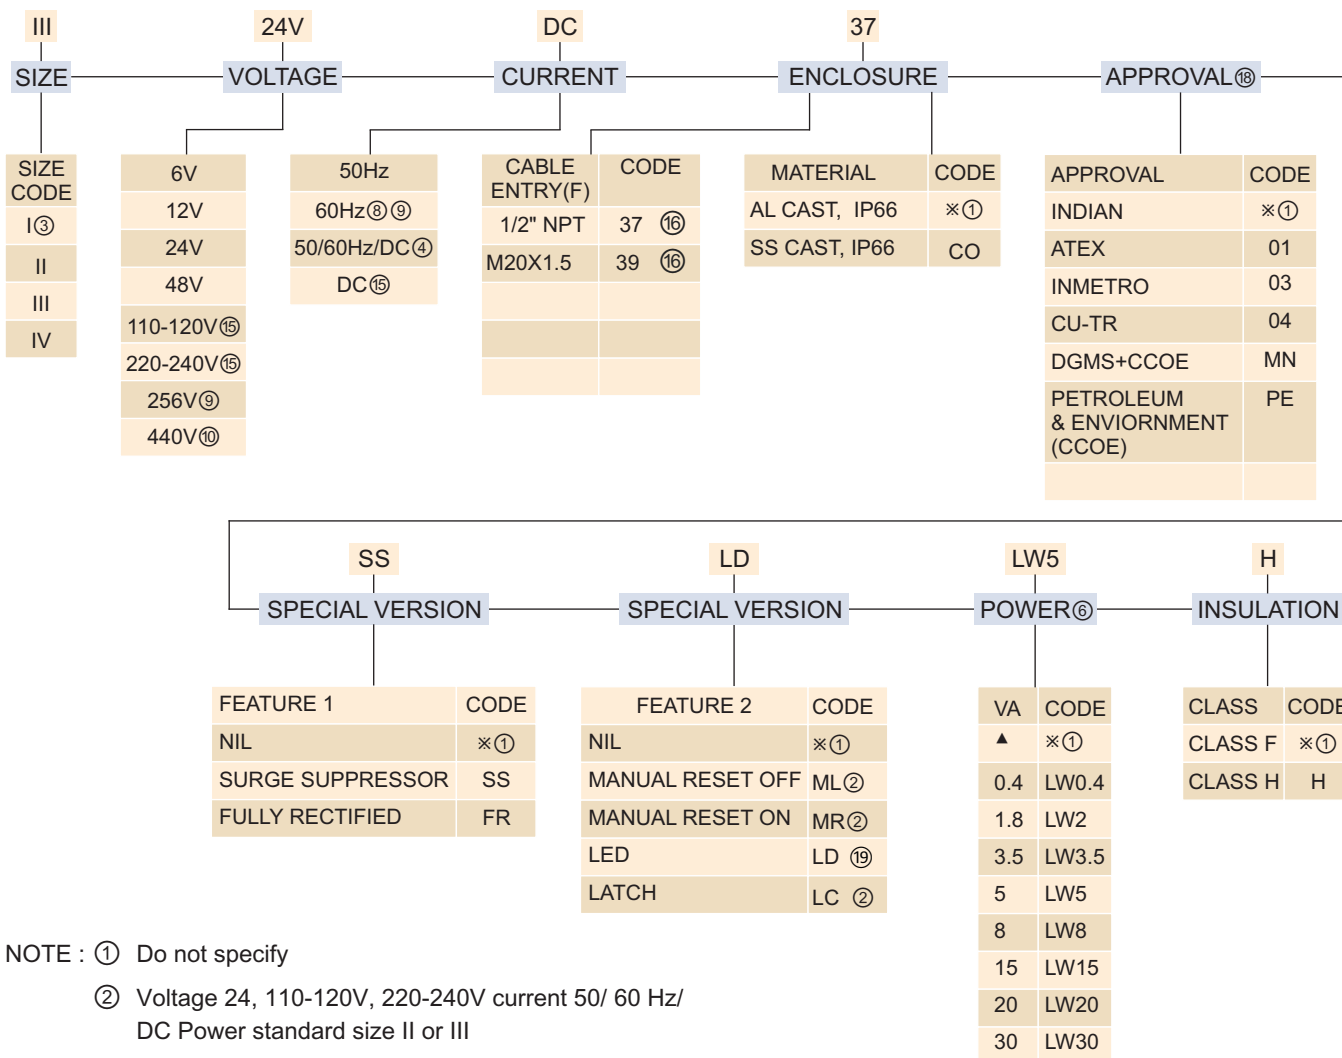 III 24V DC 37
SIZE VOLTAGE CURRENT ENCLOSURE APPROVAL⑱
SIZE CODE
I③
II
III
IV
6V
12V
24V
48V
110-120V⑮
220-240V⑮
256V⑨
440V⑩
50Hz
60Hz⑧⑨
50/60Hz/DC④
DC⑮
CABLE ENTRY(F) CODE
1/2" NPT 37 ⑯
M20X1.5 39 ⑯
MATERIAL CODE
AL CAST, IP66 ※①
SS CAST, IP66 CO
APPROVAL CODE
INDIAN ※①
ATEX 01
INMETRO 03
CU-TR 04
DGMS+CCOE MN
PETROLEUM PE
& ENVIORNMENT
(CCOE)
SS LD LW5 H
SPECIAL VERSION SPECIAL VERSION POWER⑥ INSULATION
FEATURE 1 CODE
NIL ※①
SURGE SUPPRESSOR SS
FULLY RECTIFIED FR
FEATURE 2 CODE
NIL ※①
MANUAL RESET OFF ML②
MANUAL RESET ON MR②
LED LD ⑲
LATCH LC ②
VA CODE
▲ ※①
0.4 LW0.4
1.8 LW2
3.5 LW3.5
5 LW5
8 LW8
15 LW15
20 LW20
30 LW30
CLASS CODE
CLASS F ※①
CLASS H H
NOTE : ① Do not specify
② Voltage 24, 110-120V, 220-240V current 50/ 60 Hz/
DC Power standard size II or III